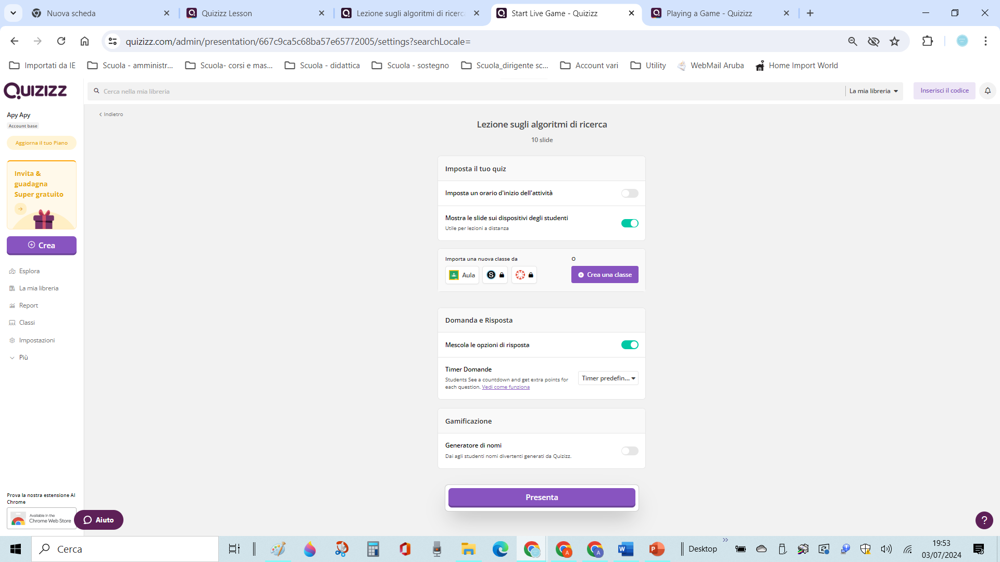 Nuova scheda
Quizizz Lesson
Lezione sugli algoritmi di ricerca
Start Live Game - Quizizz
Playing a Game - Quizizz
quizizz.com/admin/presentation/667c9ca5c68ba57e65772005/settings?searchLocale=
Importati da IE
Scuola - amministr...
Scuola- corsi e mas...
Scuola - didattica
Scuola - sostegno
Scuola_dirigente sc...
Account vari
Utility
WebMail Aruba
Home Import World
QUIZIZZ
Cerca nella mia libreria
La mia libreria
Inserisci il codice
Apy Apy
Account base
Aggiorna il tuo Piano
Invita &
guadagna
Super gratuito
Crea
Esplora
La mia libreria
Report
Classi
Impostazioni
Più
Prova la nostra estensione AI
Chrome
Available in the
Chrome Web Store
Aiuto
Indietro
Lezione sugli algoritmi di ricerca
10 slide
Imposta il tuo quiz
Imposta un orario d'inizio dell'attività
Mostra le slide sui dispositivi degli studenti
Utile per lezioni a distanza
Importa una nuova classe da
O
Aula
Crea una classe
Domanda e Risposta
Mescola le opzioni di risposta
Timer Domande
Students See a countdown and get extra points for
each question. Vedi come funziona
Timer predefin...
Gamificazione
Generatore di nomi
Dai agli studenti nomi divertenti generati da Quizizz.
Presenta
?
Cerca
Desktop
19:53
03/07/2024